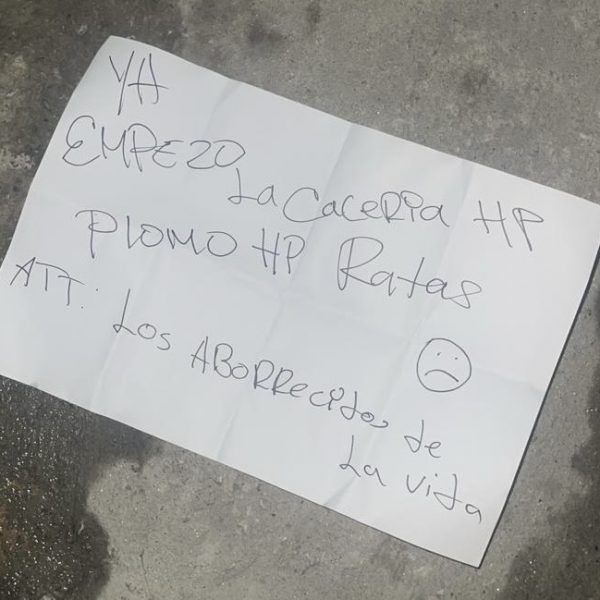 YA
EMPEZO
La CaCeRia HP
PlOMO HP Ratas
ATT: Los ABORRecidos de
La vida